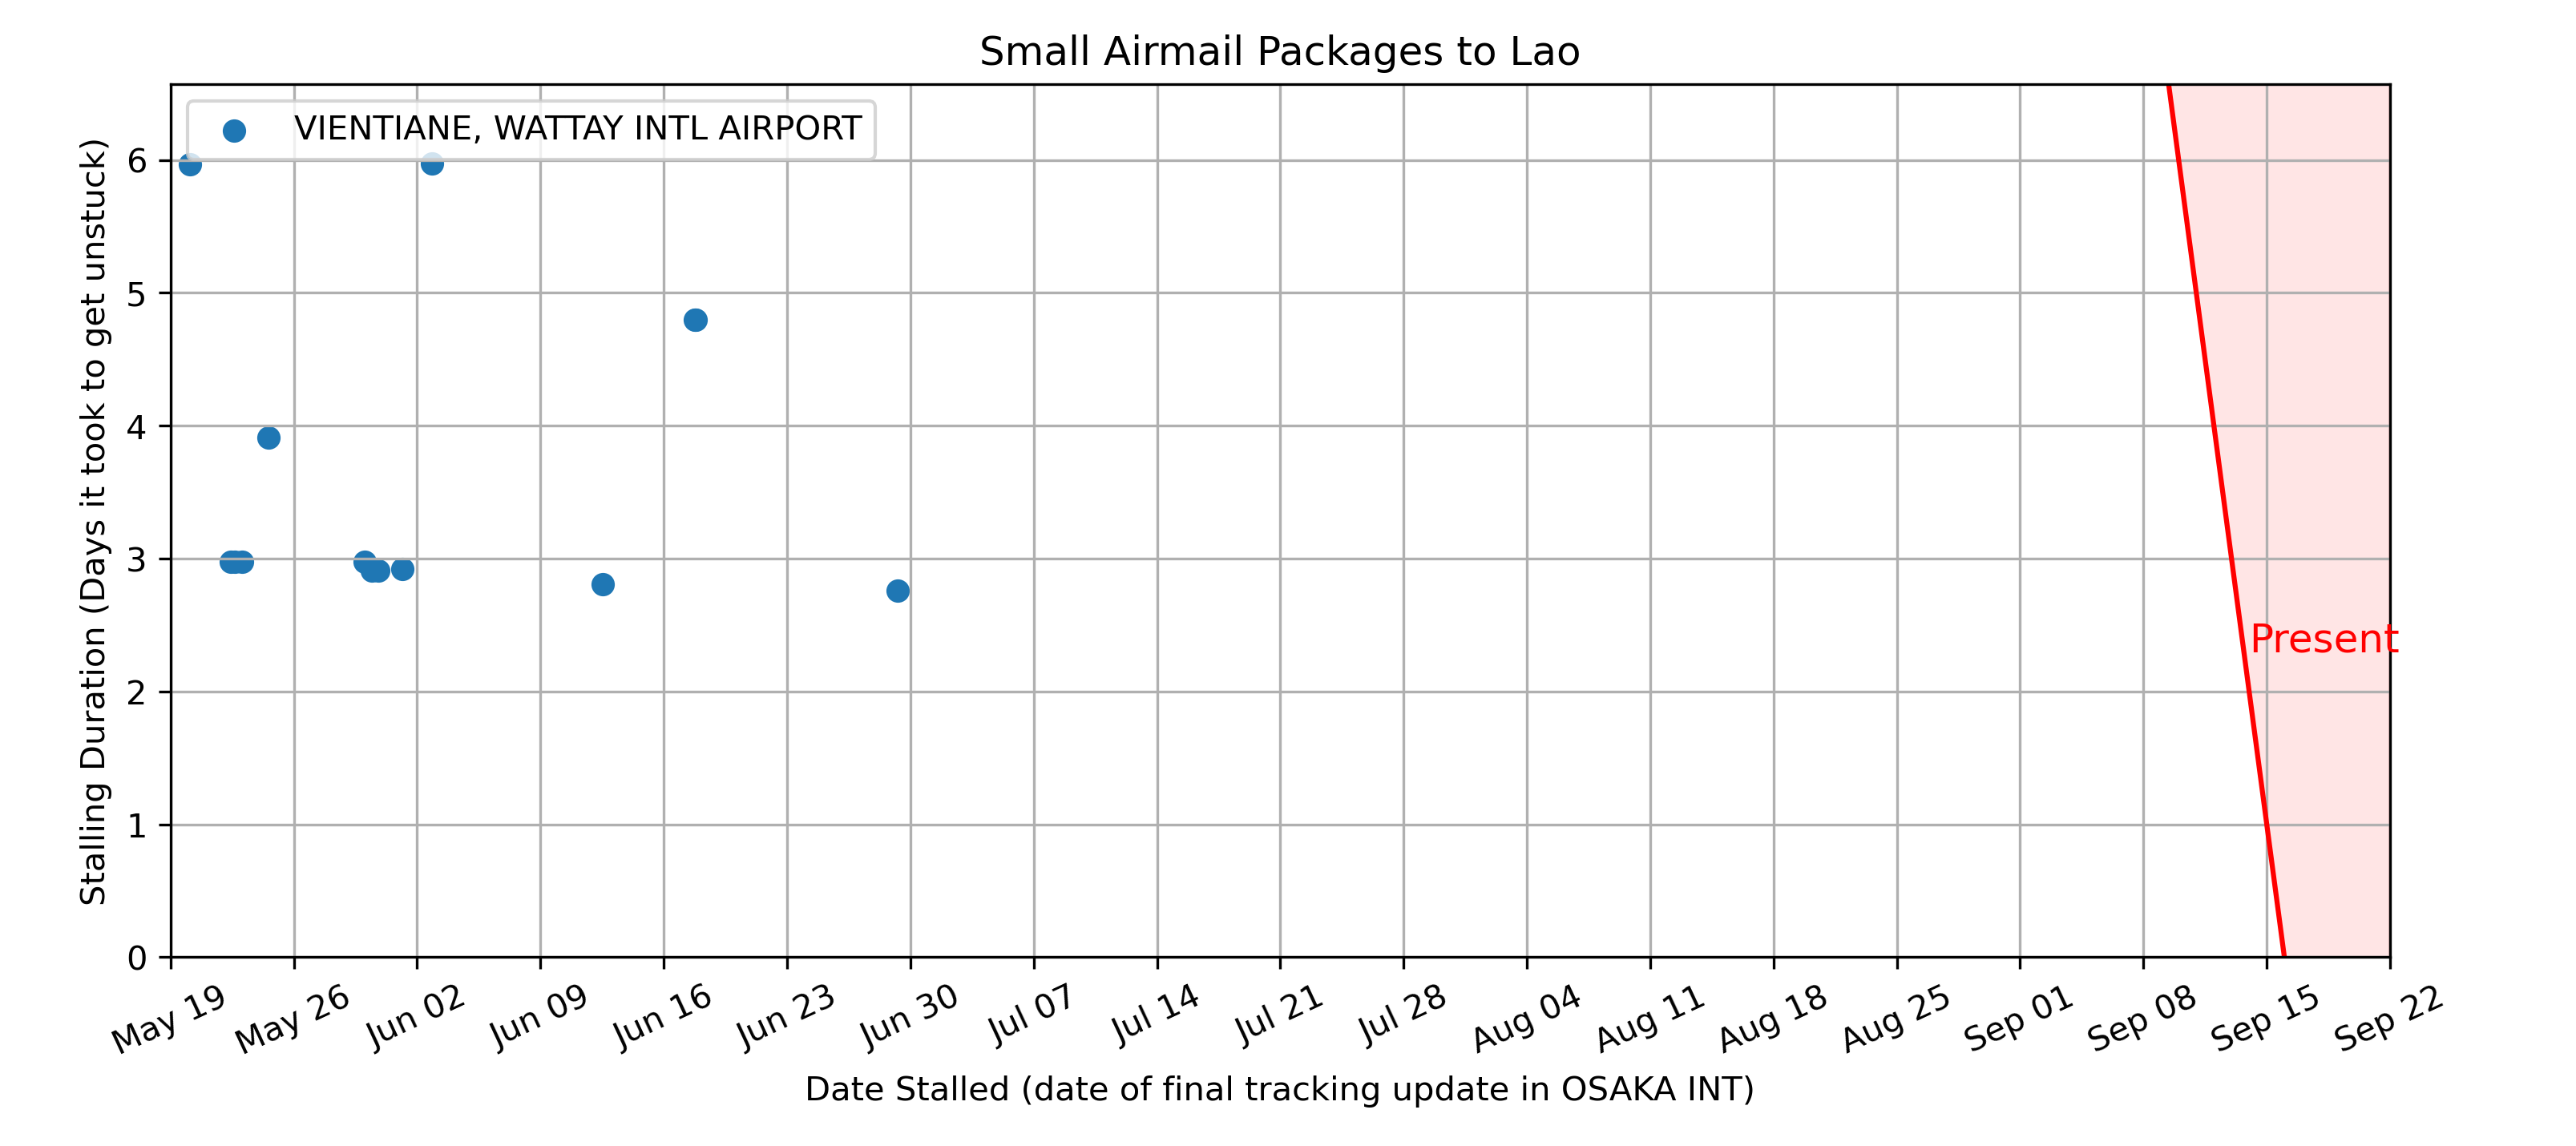 Small Airmail Packages to Lao
VIENTIANE, WATTAY INTL AIRPORT
Stalling Duration (Days it took to get unstuck)
6
5
4
3
2
1
0
Present
May 19
May 26
Jun 02
Jun 09
Jun 16
Jun 23
Jun 30
Jul 07
Jul 14
Jul 21
Jul 28
Aug 04
Aug 11
Aug 18
Aug 25
Sep 01
Sep 08
Sep 15
Sep 22
Date Stalled (date of final tracking update in OSAKA INT)